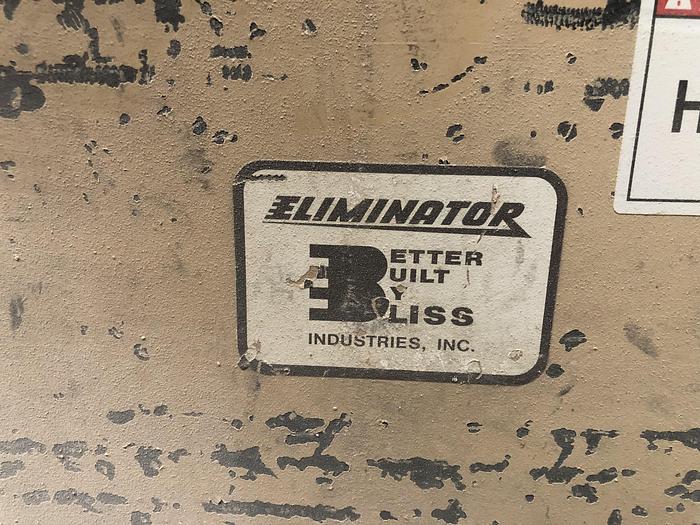 ELIMINATOR
BETTER
BUILT
BY
BLISS
INDUSTRIES, INC.
H